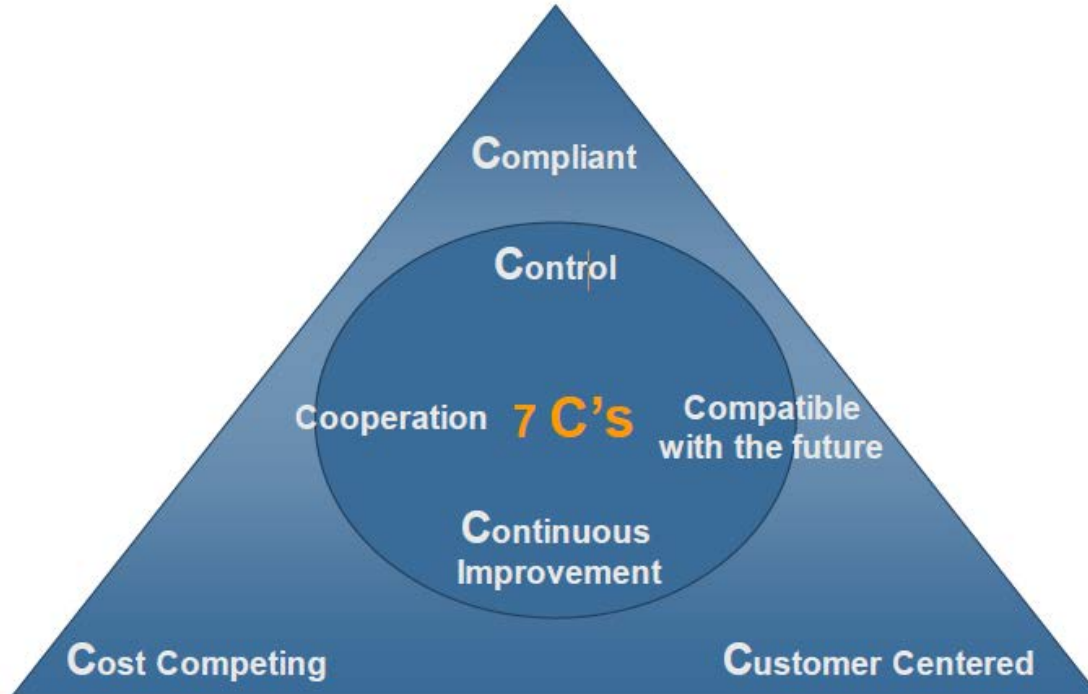 Compliant
Control
Cooperation
7 C's
Compatible
with the future
Continuous
Improvement
Cost Competing
Customer Centered